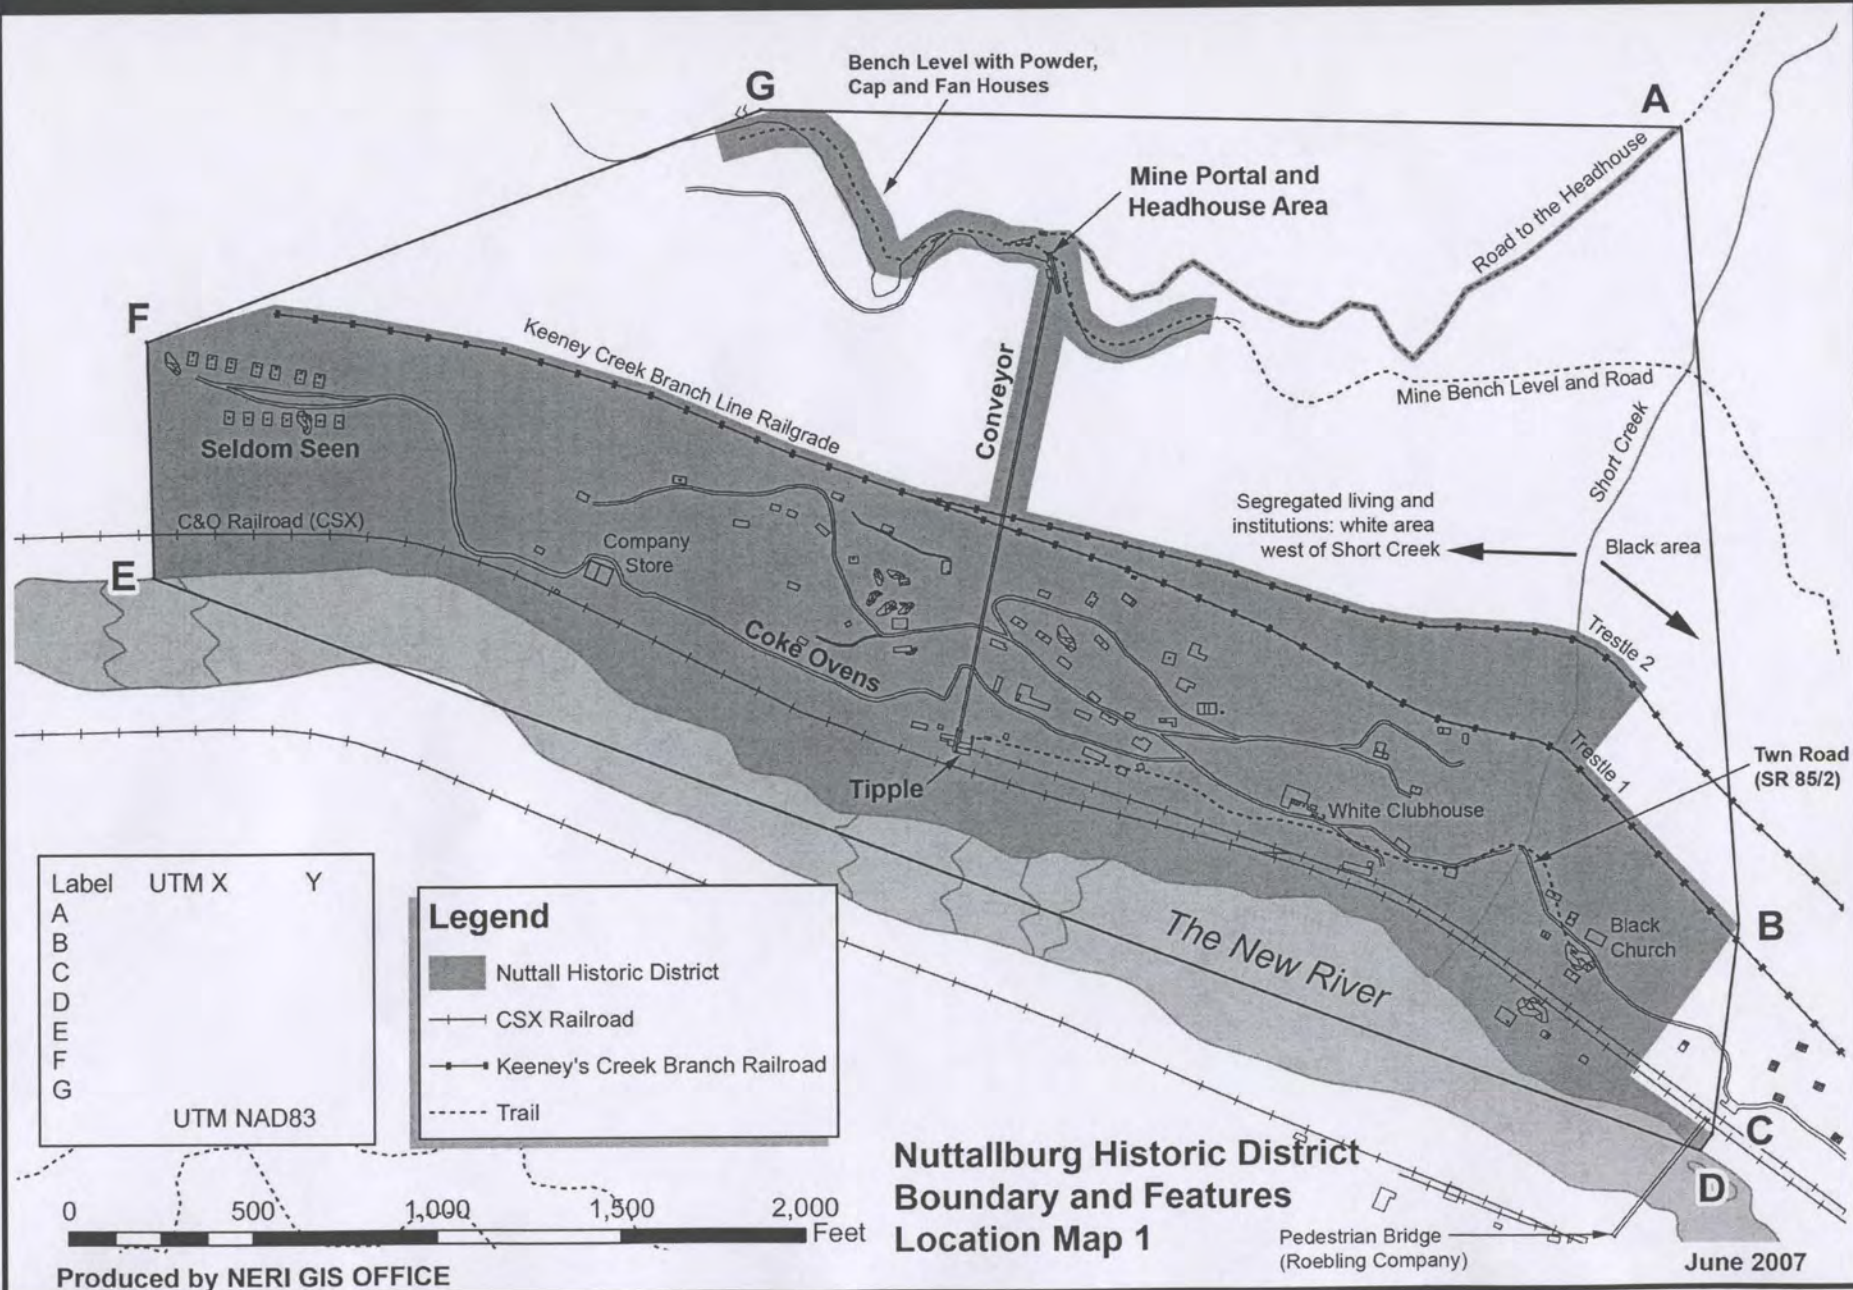 Bench Level with Powder,
Cap and Fan Houses
G
A
Mine Portal and
Headhouse Area
Road to the Headhouse
F
Keeney Creek Branch Line Railgrade
Conveyor
Mine Bench Level and Road
Short Creek
Seldom Seen
Segregated living and
institutions: white area
west of Short Creek
Black area
C&O Railroad (CSX)
Company
Store
E
Coke Ovens
Trestle 2
Trestle 1
Twn Road
(SR 85/2)
Tipple
White Clubhouse
Black
Church
B
The New River
Label UTM X Y
A
B
C
D
E
F
G
UTM NAD83
Legend
Nuttall Historic District
CSX Railroad
Keeney's Creek Branch Railroad
Trail
C
D
Nuttallburg Historic District
Boundary and Features
Location Map 1
Pedestrian Bridge
(Roebling Company)
0 500 1,000 1,500 2,000
Feet
Produced by NERI GIS OFFICE
June 2007